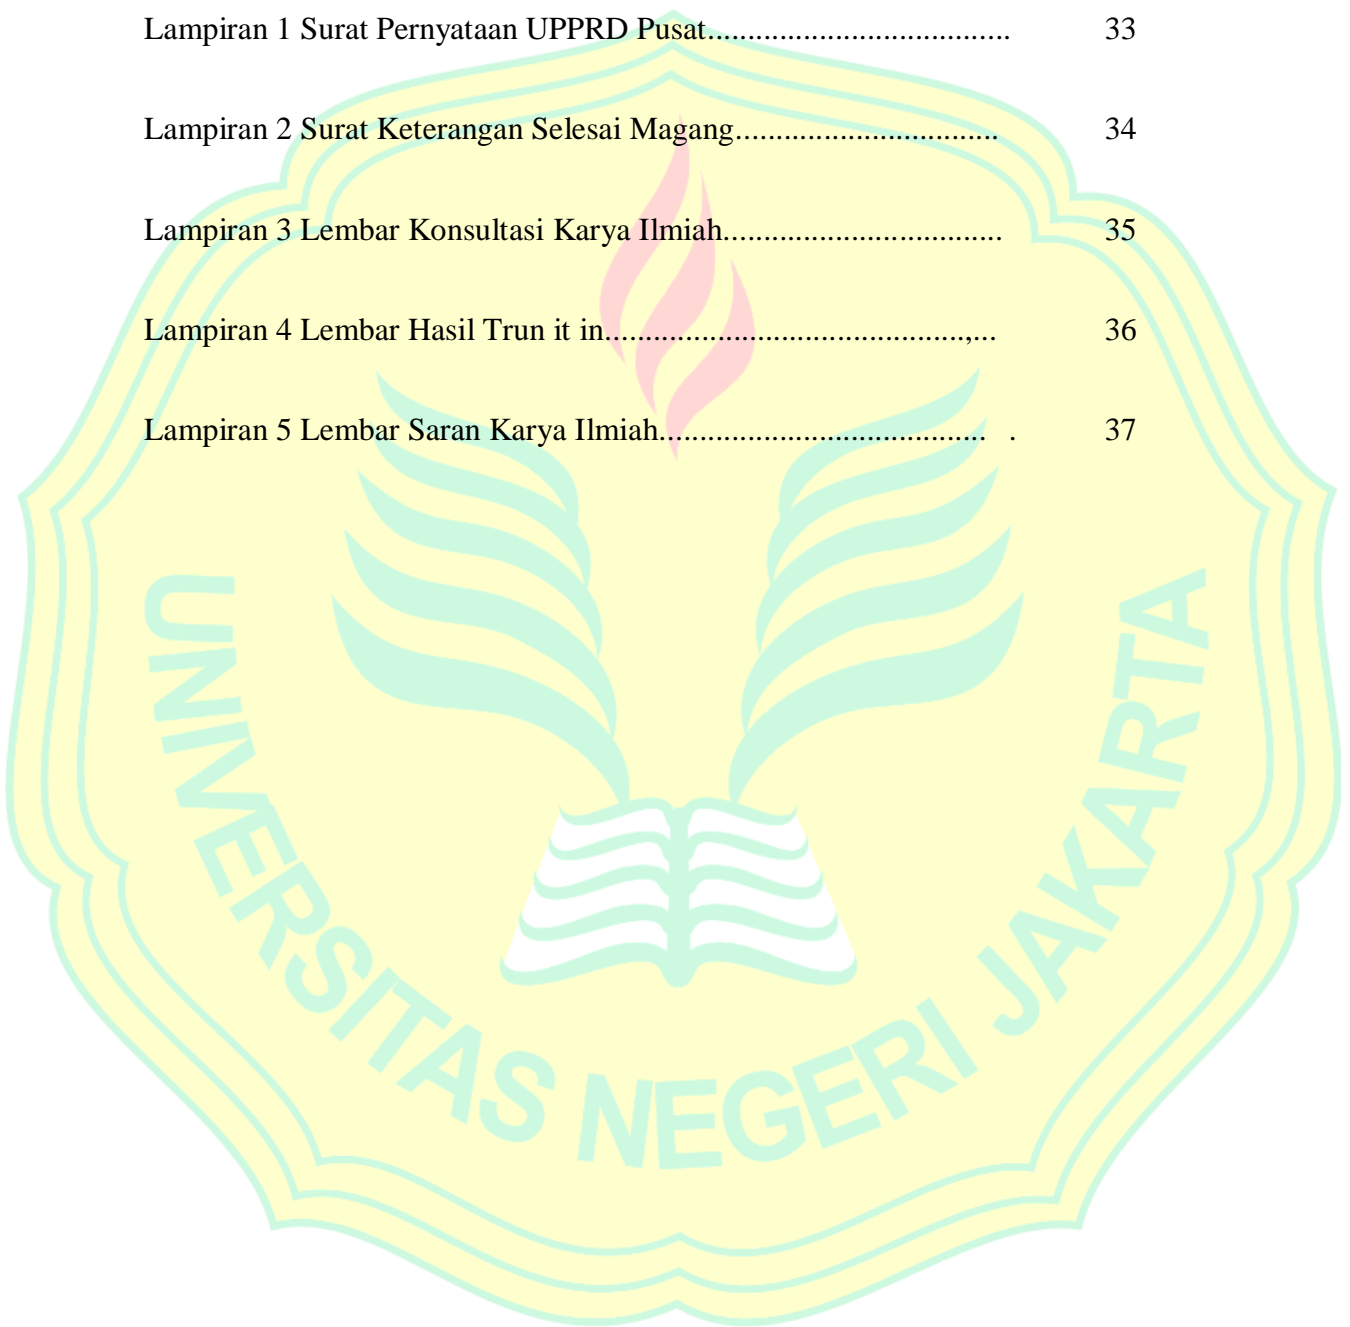 Lampiran 1 Surat Pernyataan UPPRD Pusat..................................... 33
Lampiran 2 Surat Keterangan Selesai Magang................................ 34
Lampiran 3 Lembar Konsultasi Karya Ilmiah.................................. 35
Lampiran 4 Lembar Hasil Trun it in............................................,... 36
Lampiran 5 Lembar Saran Karya Ilmiah........................................ . 37
UNIVERSITAS NEGERI JAKARTA